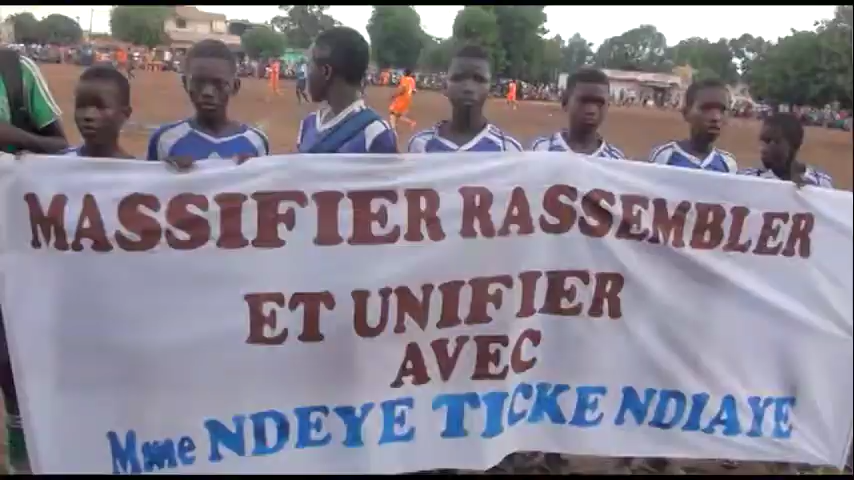 MASSIFIER RASSEMBLER
ET UNIFIER
AVEC
Mme NDEYE TICKE NDIAYE